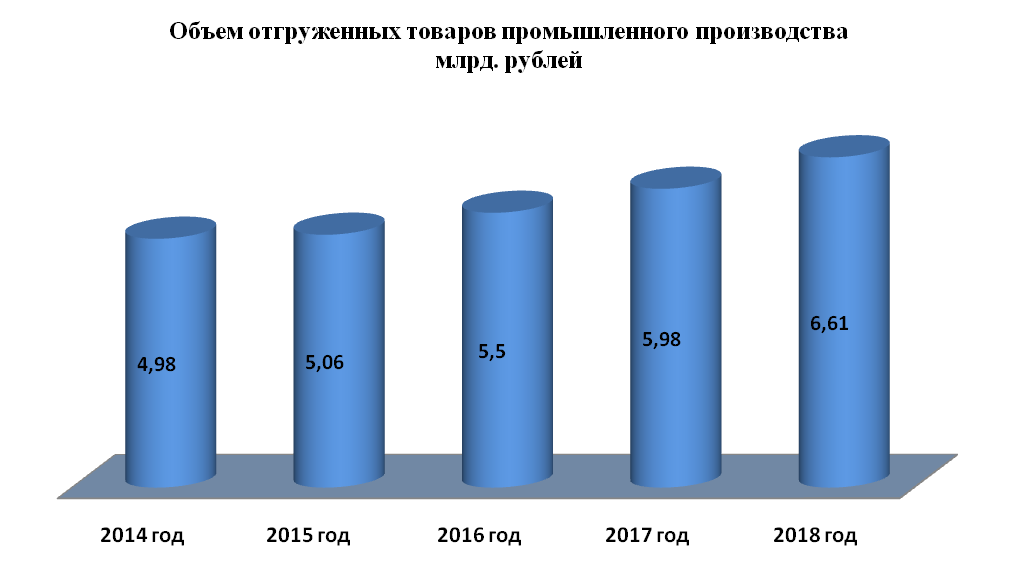 Объем отгруженных товаров промышленного производства
млрд. рублей
4,98
5,06
5,5
5,98
6,61
2014 год
2015 год
2016 год
2017 год
2018 год